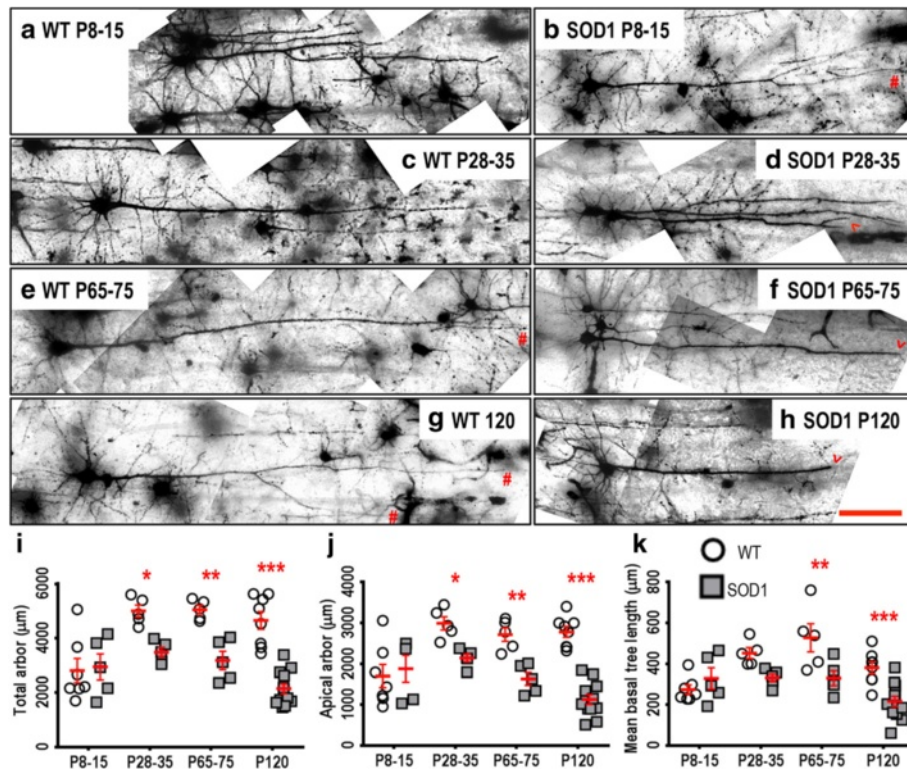 a WT P8-15
b SOD1 P8-15
#
c WT P28-35
d SOD1 P28-35
e WT P65-75
#
f SOD1 P65-75
g WT 120
#
#
h SOD1 P120
i
Total arbor (μm)
6000
4000
20000
0
* ** ***
P8-15 P28-35 P65-75 P120
j
Apical arbor (μm)
4000
3000
2000
1000
0
* ** ***
P8-15 P28-35 P65-75 P120
k
WT
SOD1
Mean basal tree length (μm)
800
600
400
200
0
** ***
P8-15 P28-35 P65-75 P120